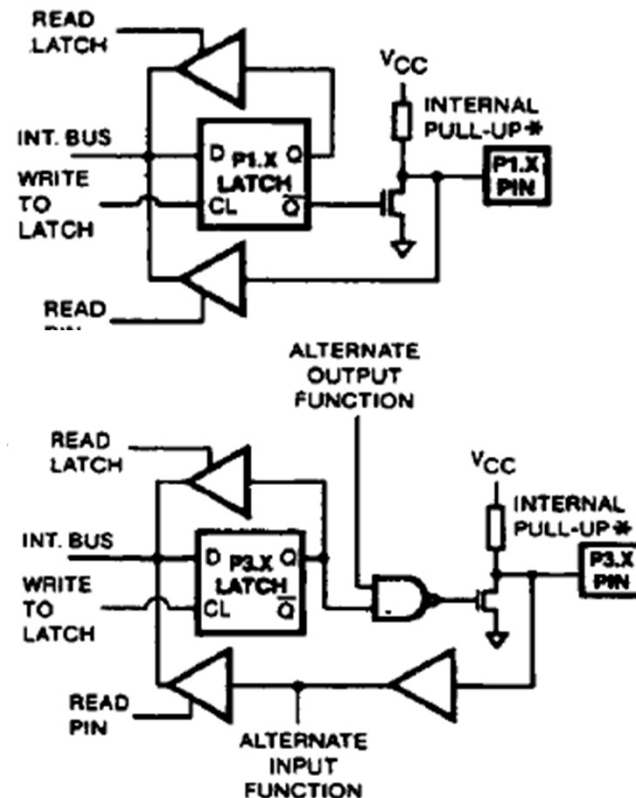 READ
LATCH
VCC
INTERNAL
PULL-UP*
INT. BUS
D P1.X Q
LATCH
P1.X
PIN
WRITE
TO
LATCH
CL Q̅
READ
ALTERNATE
OUTPUT
FUNCTION
READ
LATCH
VCC
INTERNAL
PULL-UP*
INT. BUS
D P3.X Q
LATCH
P3.X
PIN
WRITE
TO
LATCH
CL Q̅
READ
PIN
ALTERNATE
INPUT
FUNCTION